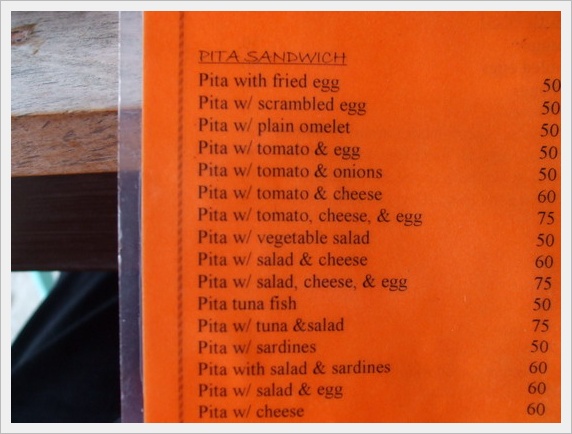 PITA SANDWICH
Pita with fried egg 50
Pita w/ scrambled egg 50
Pita w/ plain omelet 50
Pita w/ tomato & egg 50
Pita w/ tomato & onions 50
Pita w/ tomato & cheese 60
Pita w/ tomato, cheese, & egg 75
Pita w/ vegetable salad 50
Pita w/ salad & cheese 60
Pita w/ salad, cheese, & egg 75
Pita tuna fish 50
Pita w/ tuna &salad 75
Pita w/ sardines 50
Pita with salad & sardines 60
Pita w/ salad & egg 60
Pita w/ cheese 60